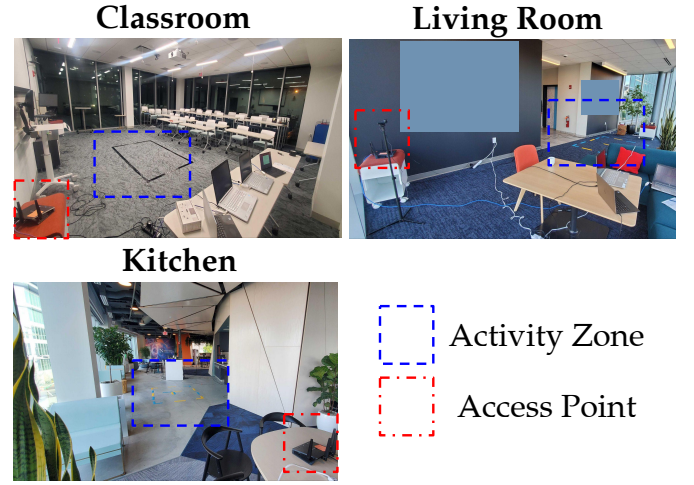 Classroom
Living Room
Kitchen
Activity Zone
Access Point